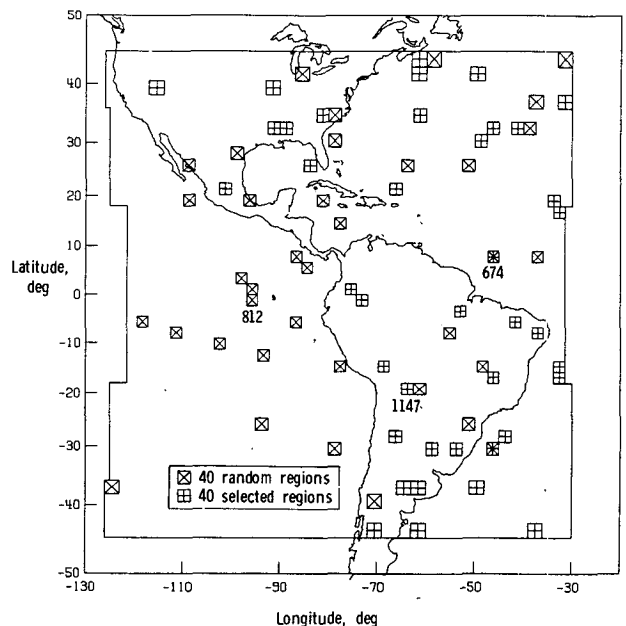 50
40
30
20
10
Latitude,
deg
0
-10
-20
-30
-40
-50
674
812
1147
40 random regions
40 selected regions
-130 -110 -90 -70 -50 -30
Longitude, deg